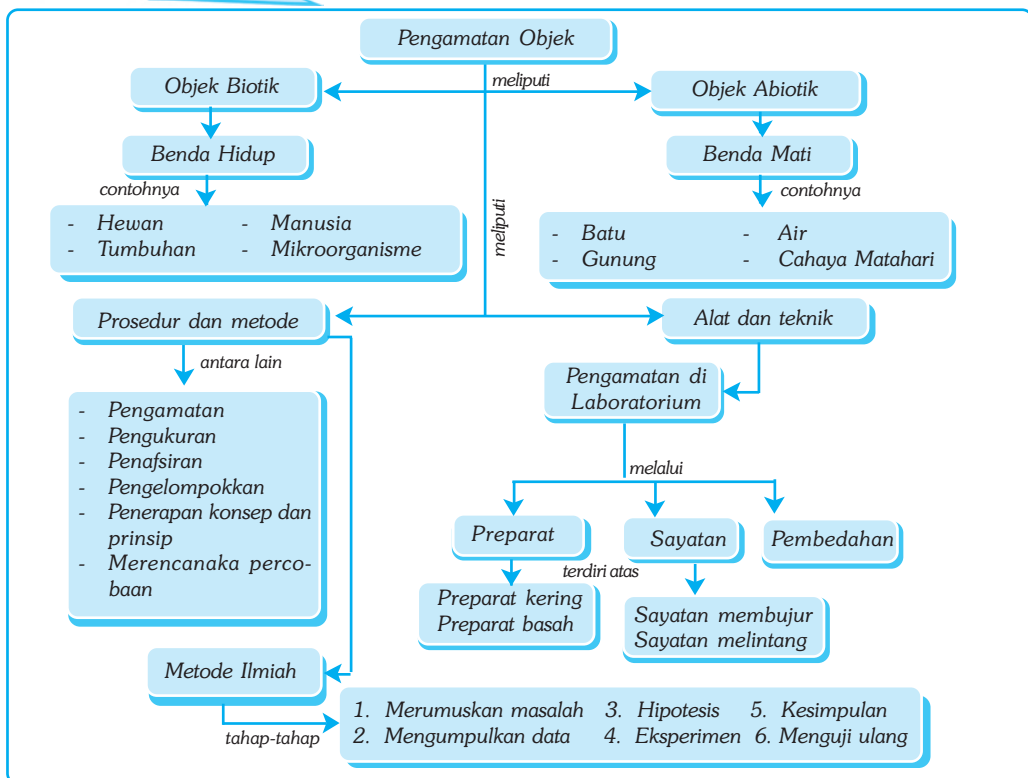 Pengamatan Objek
meliputi
Objek Biotik
Objek Abiotik
Benda Hidup
Benda Mati
contohnya
contohnya
- Hewan - Manusia
- Tumbuhan - Mikroorganisme
meliputi
- Batu - Air
- Gunung - Cahaya Matahari
Prosedur dan metode
Alat dan teknik
antara lain
Pengamatan di
Laboratorium
- Pengamatan
- Pengukuran
- Penafsiran
- Pengelompokkan
- Penerapan konsep dan
prinsip
- Merencanaka perco-
baan
melalui
Preparat
Sayatan
Pembedahan
terdiri atas
Preparat kering
Preparat basah
Sayatan membujur
Sayatan melintang
Metode Ilmiah
tahap-tahap
1. Merumuskan masalah 3. Hipotesis 5. Kesimpulan
2. Mengumpulkan data 4. Eksperimen 6. Menguji ulang